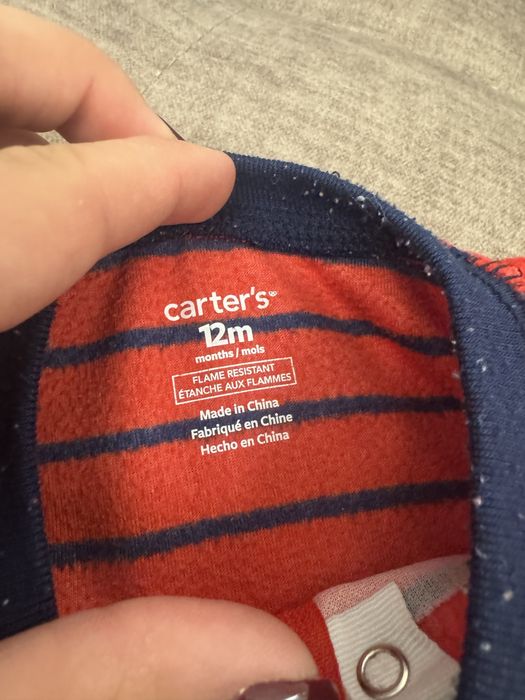 carter's
12m
months / mois
FLAME RESISTANT
ÉTANCHE AUX FLAMMES
Made in China
Fabriqué en Chine
Hecho en China